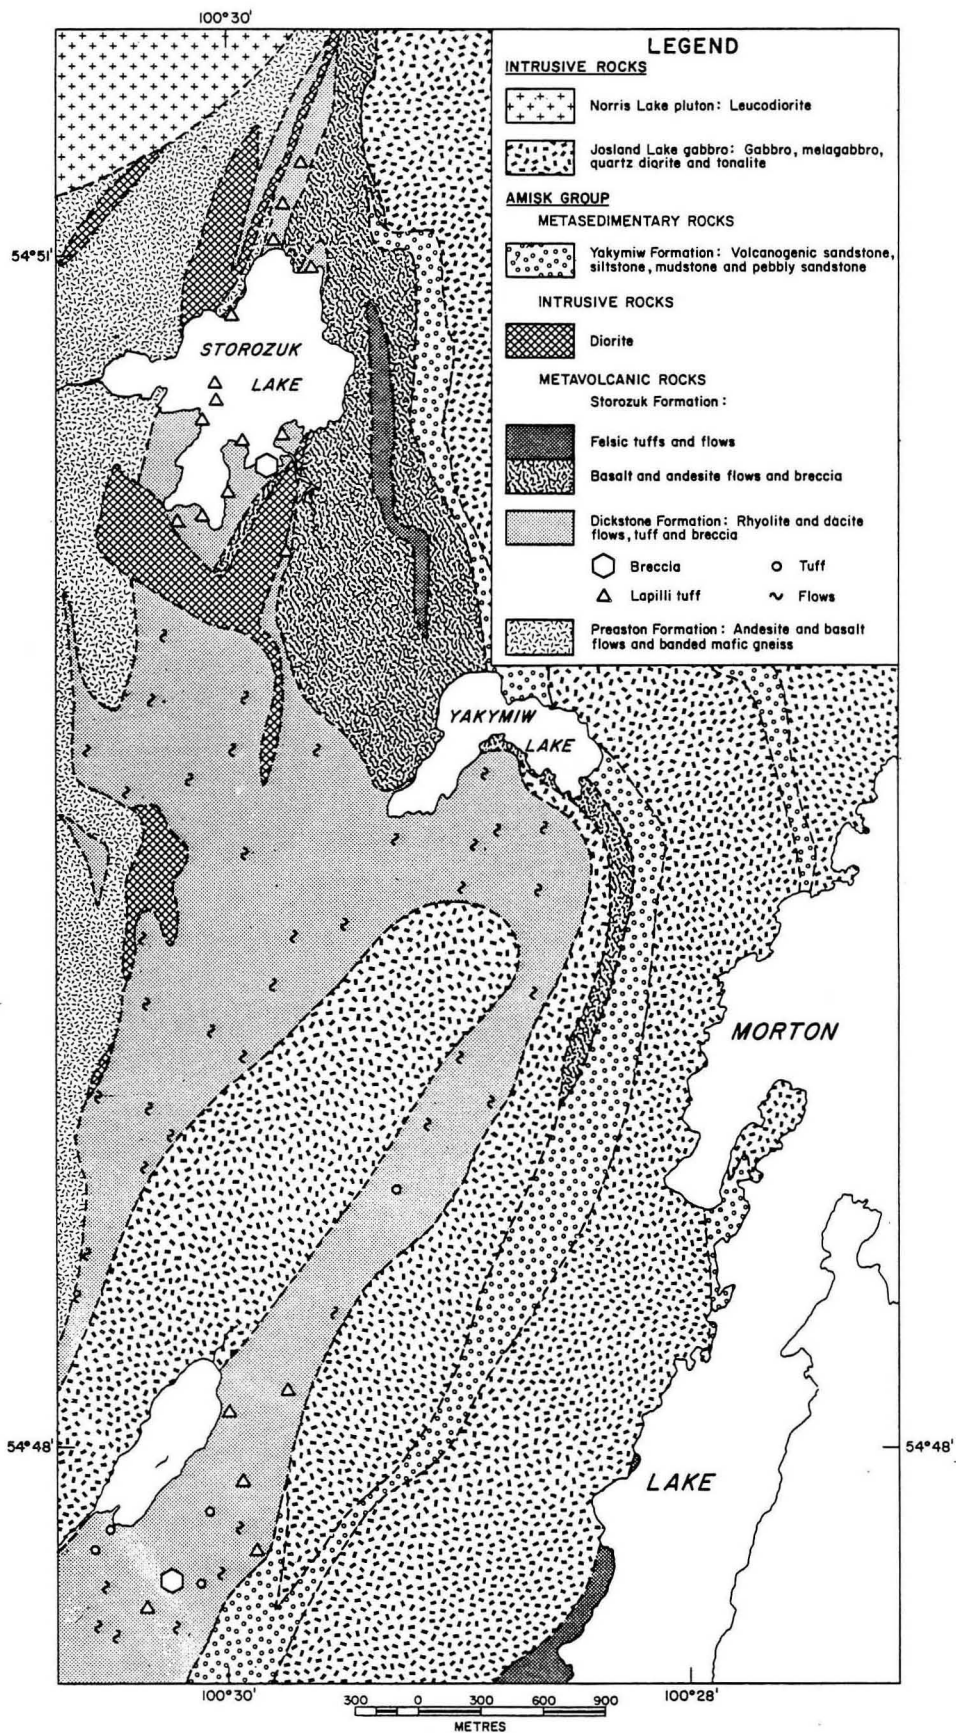 100°30'
LEGEND
INTRUSIVE ROCKS
Norris Lake pluton: Leucodiorite
Josland Lake gabbro: Gabbro, melagabbro,
quartz diorite and tonalite
AMISK GROUP
METASEDIMENTARY ROCKS
54°51'
Yakymiw Formation: Volcanogenic sandstone,
siltstone, mudstone and pebbly sandstone
INTRUSIVE ROCKS
Diorite
STOROZUK
LAKE
METAVOLCANIC ROCKS
Storozuk Formation:
Felsic tuffs and flows
Basalt and andesite flows and breccia
Dickstone Formation: Rhyolite and dacite
flows, tuff and breccia
Breccia
Tuff
Lapilli tuff
Flows
Preaston Formation: Andesite and basalt
flows and banded mafic gneiss
YAKYMIW
LAKE
MORTON
54°48'
54°48'
LAKE
100°30'
100°28'
300 0 300 600 900
METRES